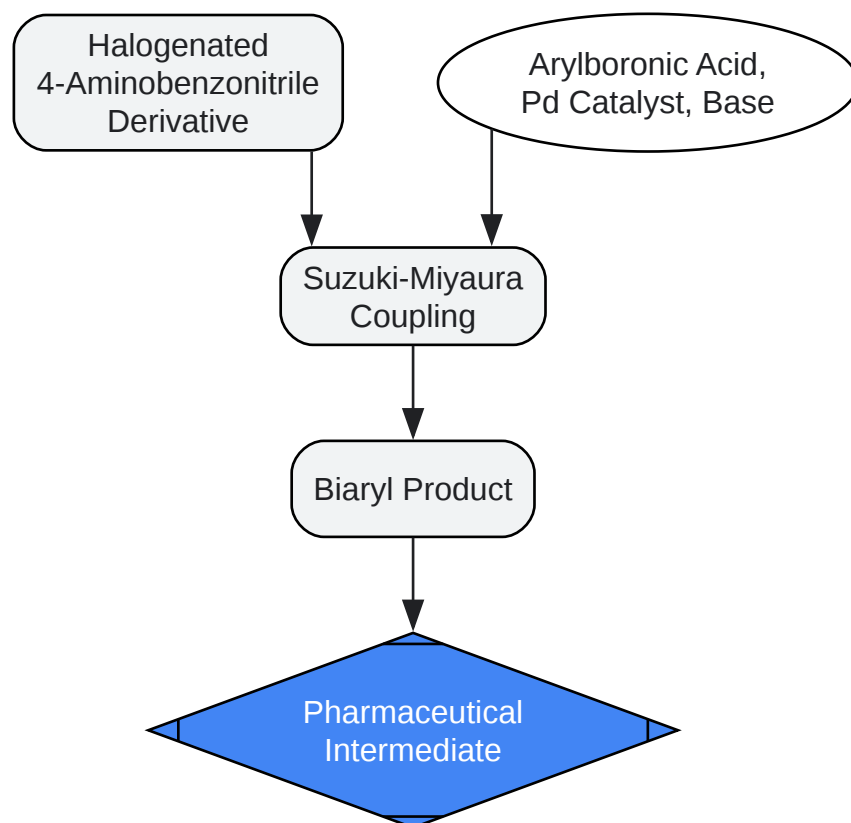 Halogenated
4-Aminobenzonitrile
Derivative
Arylboronic Acid,
Pd Catalyst, Base
Suzuki-Miyaura
Coupling
Biaryl Product
Pharmaceutical
Intermediate